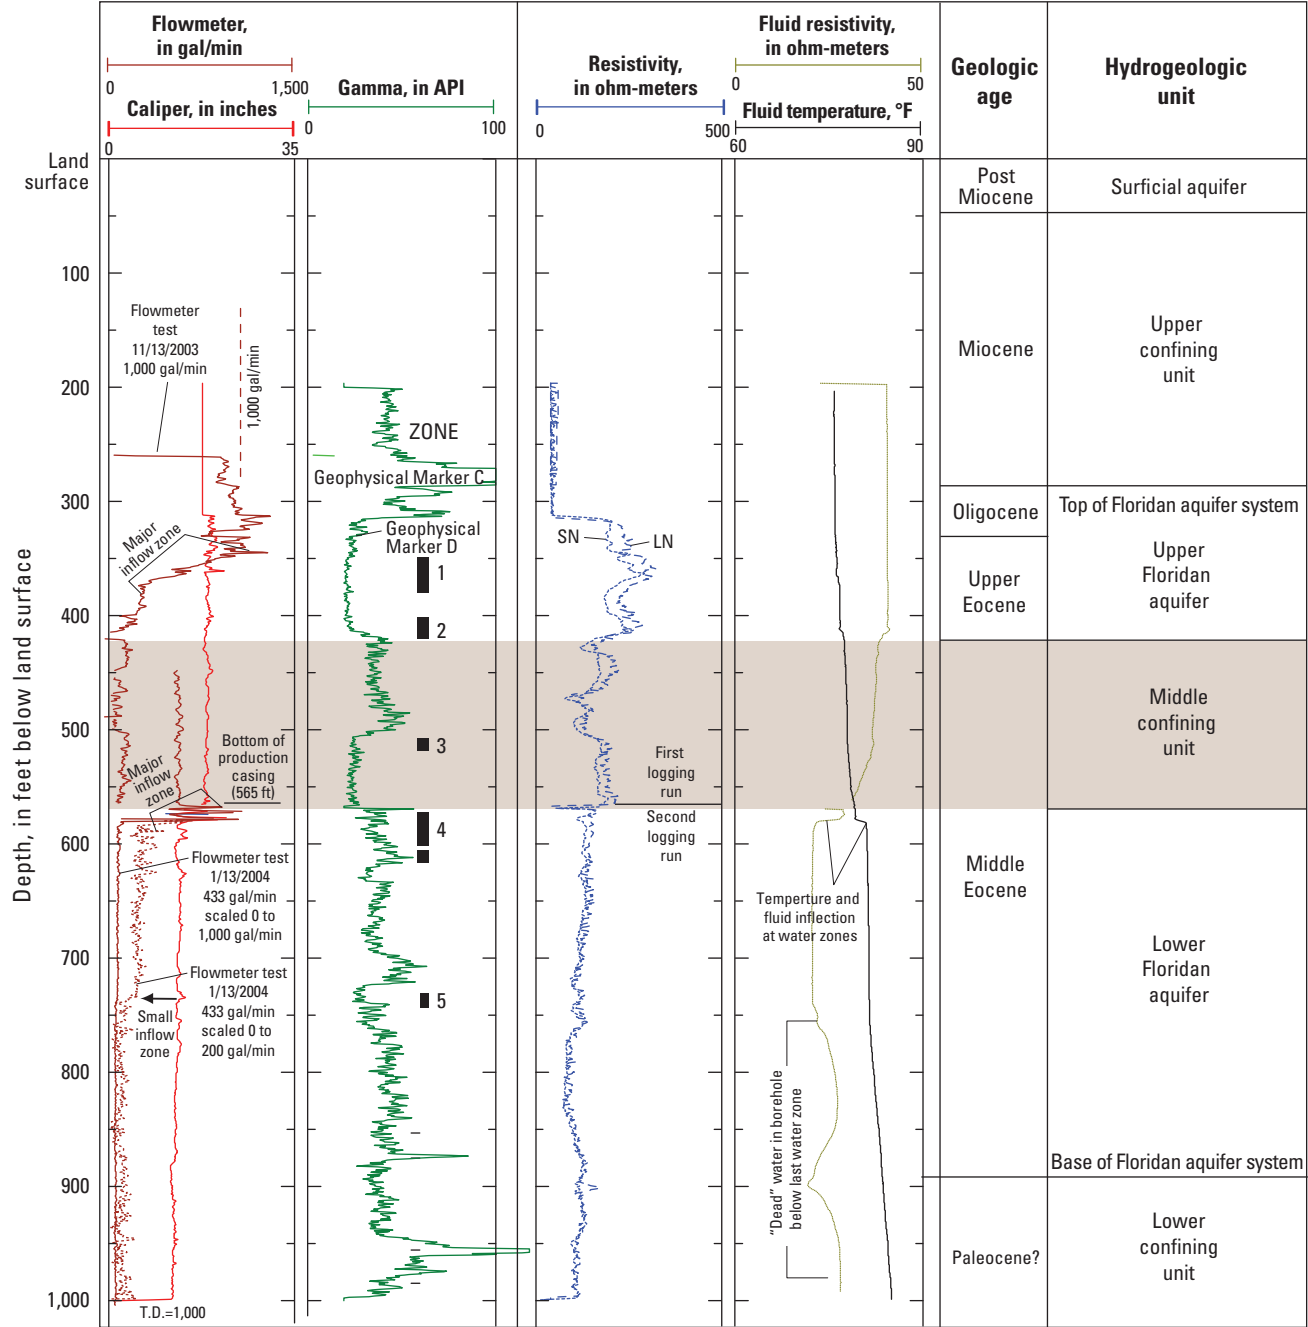 Flowmeter,
in gal/min
0
1,500
Caliper, in inches
0
35
Gamma, in API
0
100
Resistivity,
in ohm-meters
0
500
Fluid resistivity,
in ohm-meters
0
50
Fluid temperature, °F
60
90
Geologic
age
Hydrogeologic
unit
Depth, in feet below land surface
Land
surface
100
200
300
400
500
600
700
800
900
1,000
Flowmeter
test
11/13/2003
1,000 gal/min
1,000 gal/min
Major
inflow zone
Major
inflow
zone
Bottom of
production
casing
(565 ft)
Flowmeter test
1/13/2004
433 gal/min
scaled 0 to
1,000 gal/min
Flowmeter test
1/13/2004
433 gal/min
scaled 0 to
200 gal/min
Small
inflow
zone
T.D.=1,000
ZONE
Geophysical Marker C
Geophysical
Marker D
1
2
3
4
5
SN
LN
First
logging
run
Second
logging
run
Temperture and
fluid inflection
at water zones
"Dead" water in borehole
below last water zone
Post
Miocene
Miocene
Oligocene
Upper
Eocene
Middle
Eocene
Paleocene?
Surficial aquifer
Upper
confining
unit
Top of Floridan aquifer system
Upper
Floridan
aquifer
Middle
confining
unit
Lower
Floridan
aquifer
Base of Floridan aquifer system
Lower
confining
unit